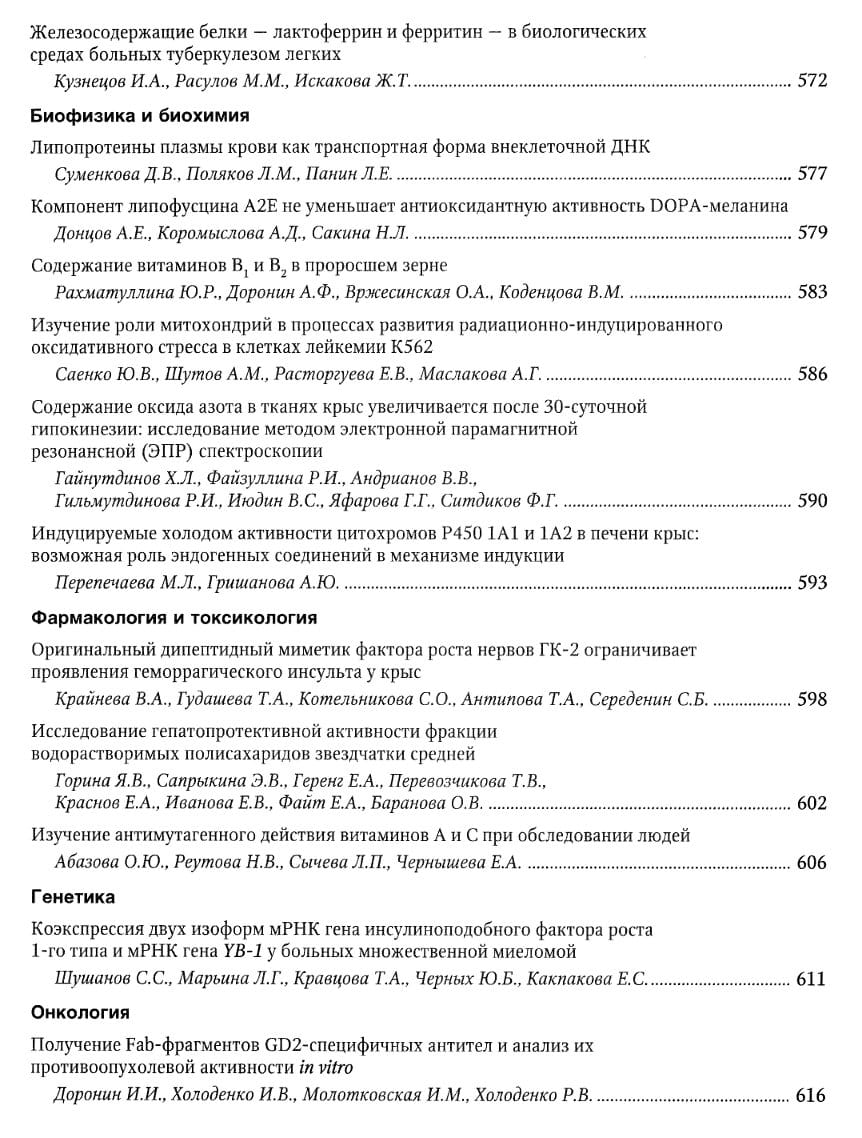 Железосодержащие белки — лактоферрин и ферритин — в биологических
средах больных туберкулезом легких
Кузнецов И.А., Расулов М.М., Искакова Ж.Т. 572
Биофизика и биохимия
Липопротеины плазмы крови как транспортная форма внеклеточной ДНК
Суменкова Д.В., Поляков Л.М., Панин Л.Е. 577
Компонент липофусцина А2Е не уменьшает антиоксидантную активность DOPA-меланина
Донцов А.Е., Коромыслова А.Д., Сакина Н.Л. 579
Содержание витаминов B1 и B2 в проросшем зерне
Рахматуллина Ю.Р., Доронин А.Ф., Вржесинская О.А., Коденцова В.М. 583
Изучение роли митохондрий в процессах развития радиационно-индуцированного
оксидативного стресса в клетках лейкемии К562
Саенко Ю.В., Шутов А.М., Расторгуева Е.В., Маслакова А.Г. 586
Содержание оксида азота в тканях крыс увеличивается после 30-суточной
гипокинезии: исследование методом электронной парамагнитной
резонансной (ЭПР) спектроскопии
Гайнутдинов Х.Л., Файзуллина Р.И., Андрианов В.В.,
Гильмутдинова Р.И., Июдин В.С., Яфарова Г.Г., Ситдиков Ф.Г. 590
Индуцируемые холодом активности цитохромов Р450 1А1 и 1А2 в печени крыс:
возможная роль эндогенных соединений в механизме индукции
Перепечаева М.Л., Гришанова А.Ю. 593
Фармакология и токсикология
Оригинальный дипептидный миметик фактора роста нервов ГК-2 ограничивает
проявления геморрагического инсульта у крыс
Крайнева В.А., Гудашева Т.А., Котельникова С.О., Антипова Т.А., Середенин С.Б. 598
Исследование гепатопротективной активности фракции
водорастворимых полисахаридов звездчатки средней
Горина Я.В., Сапрыкина Э.В., Геренг Е.А., Перевозчикова Т.В.,
Краснов Е.А., Иванова Е.В., Файт Е.А., Баранова О.В. 602
Изучение антимутагенного действия витаминов А и С при обследовании людей
Абазова О.Ю., Реутова Н.В., Сычева Л.П., Чернышева Е.А. 606
Генетика
Коэкспрессия двух изоформ мРНК гена инсулиноподобного фактора роста
1-го типа и мРНК гена YB-1 у больных множественной миеломой
Шушанов С.С., Марьина Л.Г., Кравцова Т.А., Черных Ю.Б., Какпакова Е.С. 611
Онкология
Получение Fab-фрагментов GD2-специфичных антител и анализ их
противоопухолевой активности in vitro
Доронин И.И., Холоденко И.В., Молотковская И.М., Холоденко Р.В. 616